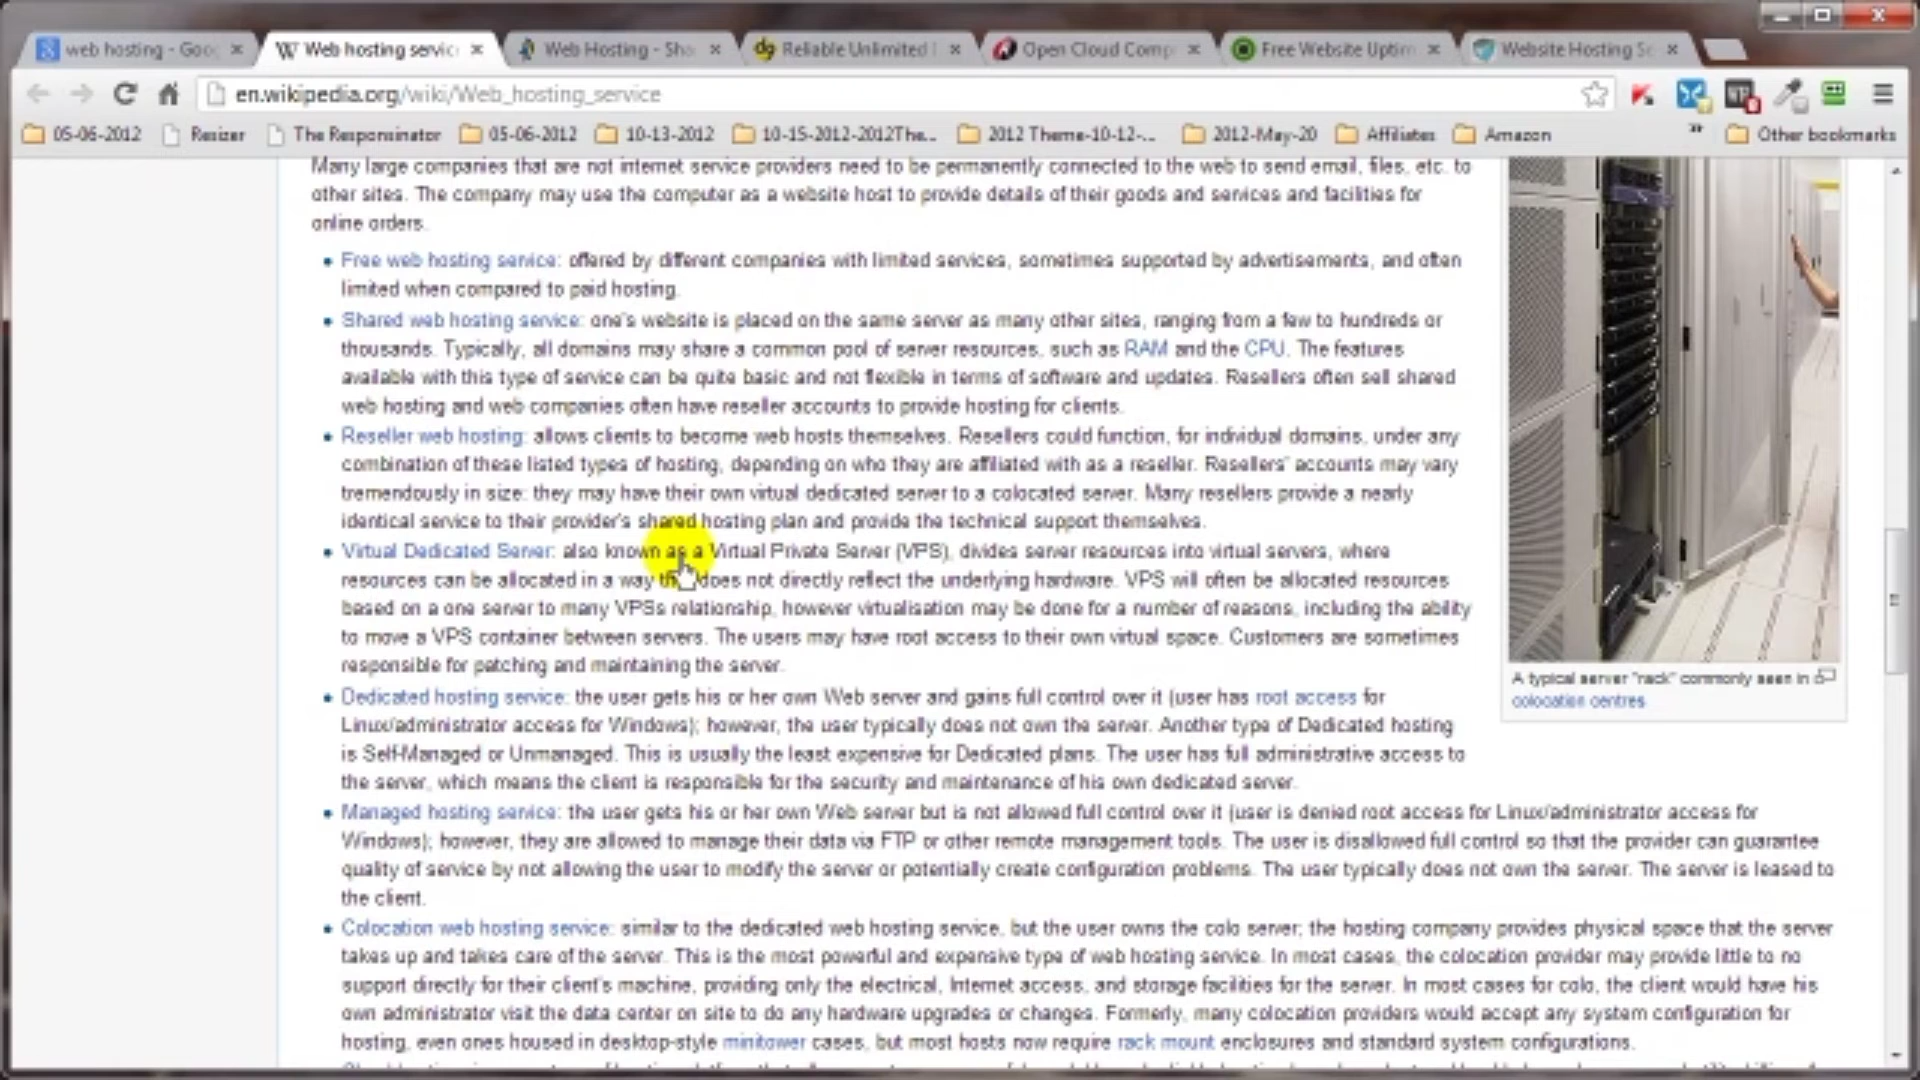 web hosting - Goo
Web hosting servic
Web Hosting - Sha
Reliable Unlimited
Open Cloud Comp
Free Website Uptim
Website Hosting Se
en.wikipedia.org/wiki/Web_hosting_service
05-06-2012
Resizer
The Responsinator
05-06-2012
10-13-2012
10-15-2012-2012The...
2012 Theme-10-12-...
2012-May-20
Affiliates
Amazon
»
Other bookmarks
Many large companies that are not internet service providers need to be permanently connected to the web to send email, files, etc. to
other sites. The company may use the computer as a website host to provide details of their goods and services and facilities for
online orders.
• Free web hosting service: offered by different companies with limited services, sometimes supported by advertisements, and often
limited when compared to paid hosting.
• Shared web hosting service: one's website is placed on the same server as many other sites, ranging from a few to hundreds or
thousands. Typically, all domains may share a common pool of server resources, such as RAM and the CPU. The features
available with this type of service can be quite basic and not flexible in terms of software and updates. Resellers often sell shared
web hosting and web companies often have reseller accounts to provide hosting for clients.
• Reseller web hosting: allows clients to become web hosts themselves. Resellers could function, for individual domains, under any
combination of these listed types of hosting, depending on who they are affiliated with as a reseller. Resellers' accounts may vary
tremendously in size: they may have their own virtual dedicated server to a colocated server. Many resellers provide a nearly
identical service to their provider's shared hosting plan and provide the technical support themselves.
• Virtual Dedicated Server: also known as a Virtual Private Server (VPS), divides server resources into virtual servers, where
resources can be allocated in a way does not directly reflect the underlying hardware. VPS will often be allocated resources
based on a one server to many VPSs relationship, however virtualisation may be done for a number of reasons, including the ability
to move a VPS container between servers. The users may have root access to their own virtual space. Customers are sometimes
responsible for patching and maintaining the server.
• Dedicated hosting service: the user gets his or her own Web server and gains full control over it (user has root access for
Linux/administrator access for Windows); however, the user typically does not own the server. Another type of Dedicated hosting
is Self-Managed or Unmanaged. This is usually the least expensive for Dedicated plans. The user has full administrative access to
the server, which means the client is responsible for the security and maintenance of his own dedicated server.
• Managed hosting service: the user gets his or her own Web server but is not allowed full control over it (user is denied root access for Linux/administrator access for
Windows); however, they are allowed to manage their data via FTP or other remote management tools. The user is disallowed full control so that the provider can guarantee
quality of service by not allowing the user to modify the server or potentially create configuration problems. The user typically does not own the server. The server is leased to
the client.
• Colocation web hosting service: similar to the dedicated web hosting service, but the user owns the colo server; the hosting company provides physical space that the server
takes up and takes care of the server. This is the most powerful and expensive type of web hosting service. In most cases, the colocation provider may provide little to no
support directly for their client's machine, providing only the electrical, Internet access, and storage facilities for the server. In most cases for colo, the client would have his
own administrator visit the data center on site to do any hardware upgrades or changes. Formerly, many colocation providers would accept any system configuration for
hosting, even ones housed in desktop-style minitower cases, but most hosts now require rack mount enclosures and standard system configurations.
A typical server "rack" commonly seen in
colocation centres